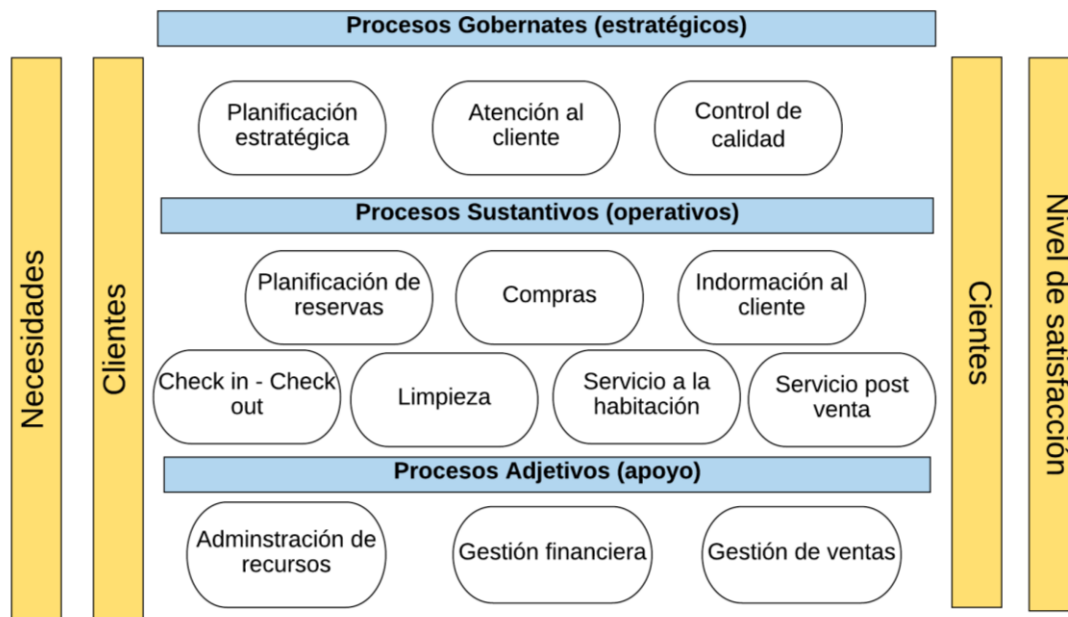 Procesos Gobernates (estratégicos)
Necesidades
Clientes
Planificación
estratégica
Atención al
cliente
Control de
calidad
Procesos Sustantivos (operativos)
Planificación de
reservas
Compras
Indormación al
cliente
Check in - Check
out
Limpieza
Servicio a la
habitación
Servicio post
venta
Procesos Adjetivos (apoyo)
Adminstración de
recursos
Gestión financiera
Gestión de ventas
Cientes
Nivel de satisfacción